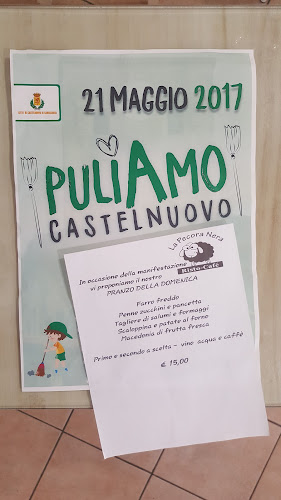 21 MAGGIO 2017
PULIAMO
CASTELNUOVO
La Pecora Nera
Risto Cafè
In occasione della manifestazione
vi proponiamo il nostro
PRANZO DELLA DOMENICA
Farro freddo
Penne zucchini e pancetta
Tagliere di salumi e formaggi
Scaloppina e patate al forno
Macedonia di frutta fresca
Primo e secondo a scelta - vino acqua e caffè
€ 15,00